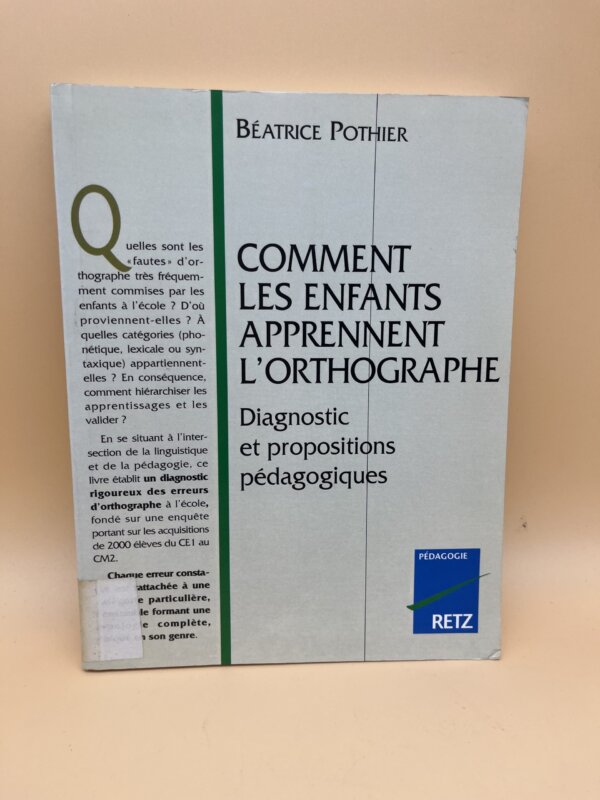 BÉATRICE POTHIER
COMMENT
LES ENFANTS
APPRENNENT
L'ORTHOGRAPHE
Diagnostic
et propositions
pédagogiques
Quelles sont les
«fautes» d'or-
thographe très fréquem-
ment commises par les
enfants à l'école ? D'où
proviennent-elles ? À
quelles catégories (pho-
nétique, lexicale ou syn-
taxique) appartiennent-
elles ? En conséquence,
comment hiérarchiser les
apprentissages et les
valider ?
En se situant à l'inter-
section de la linguistique
et de la pédagogie, ce
livre établit un diagnostic
rigoureux des erreurs
d'orthographe à l'école,
fondé sur une enquête
portant sur les acquisitions
de 2000 élèves du CE1 au
CM2.
Chaque erreur consta-
rattachée à une
particulière,
le formant une
complète,
en son genre.
PÉDAGOGIE
RETZ